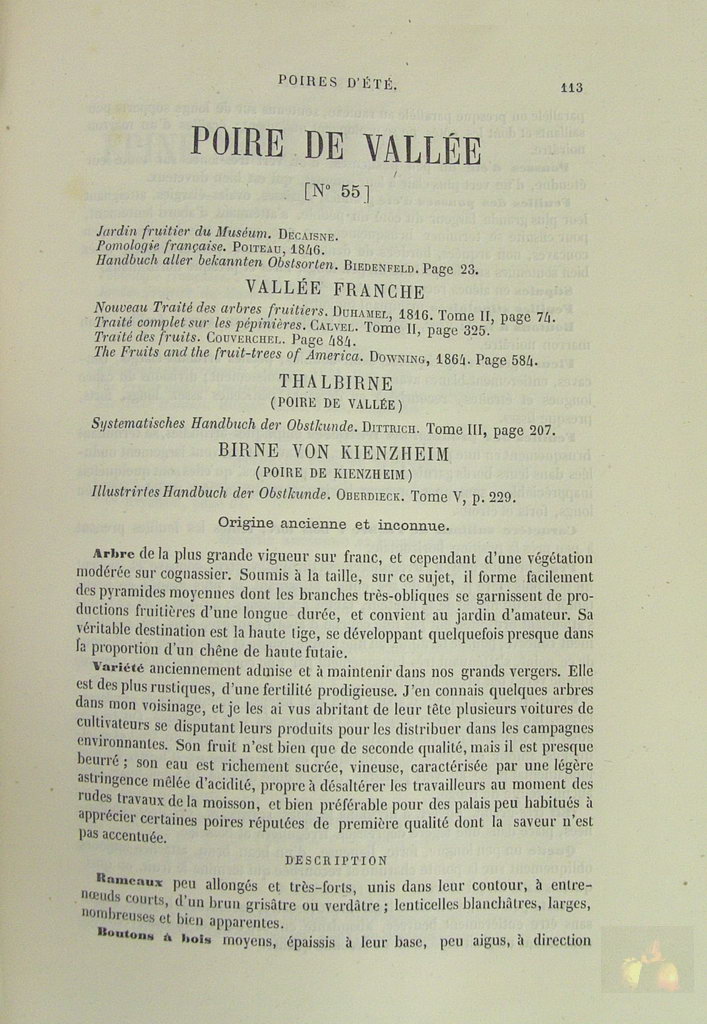 POIRES D'ÉTÉ.
113
POIRE DE VALLÉE
[N° 55]
Jardin fruitier du Muséum. DECAISNE.
Pomologie française. POITEAU, 1846.
Handbuch aller bekannten Obstsorten. BIEDENFELD. Page 23.
VALLÉE FRANCHE
Nouveau Traité des arbres fruitiers. DUHAMEL, 1816. Tome II, page 74.
Traité complet sur les pépinières. CALVEL. Tome II, page 325.
Traité des fruits. COUVERCHEL. Page 484.
The Fruits and the fruit-trees of America. DOWNING, 1864. Page 584.
THALBIRNE
(POIRE DE VALLÉE)
Systematisches Handbuch der Obstkunde. DITTRICH. Tome III, page 207.
BIRNE VON KIENZHEIM
(POIRE DE KIENZHEIM)
Illustrirtes Handbuch der Obstkunde. OBERDIECK. Tome V, p. 229.
Origine ancienne et inconnue.
Arbre de la plus grande vigueur sur franc, et cependant d'une végétation
modérée sur cognassier. Soumis à la taille, sur ce sujet, il forme facilement
des pyramides moyennes dont les branches très-obliques se garnissent de pro-
ductions fruitières d'une longue durée, et convient au jardin d'amateur. Sa
véritable destination est la haute tige, se développant quelquefois presque dans
la proportion d'un chêne de haute futaie.
Variété anciennement admise et à maintenir dans nos grands vergers. Elle
est des plus rustiques, d'une fertilité prodigieuse. J'en connais quelques arbres
dans mon voisinage, et je les ai vus abritant de leur tête plusieurs voitures de
cultivateurs se disputant leurs produits pour les distribuer dans les campagnes
environnantes. Son fruit n'est bien que de seconde qualité, mais il est presque
beurré ; son eau est richement sucrée, vineuse, caractérisée par une légère
astringence mêlée d'acidité, propre à désaltérer les travailleurs au moment des
rudes travaux de la moisson, et bien préférable pour des palais peu habitués à
apprécier certaines poires réputées de première qualité dont la saveur n'est
pas accentuée.
DESCRIPTION
Rameaux peu allongés et très-forts, unis dans leur contour, à entre-
nœuds courts, d'un brun grisâtre ou verdâtre ; lenticelles blanchâtres, larges,
nombreuses et bien apparentes.
Boutons à bois moyens, épaissis à leur base, peu aigus, à direction